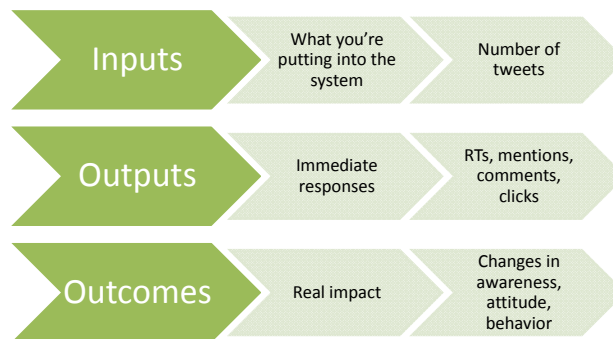 Inputs
What you’re
putting into the
system
Number of
tweets
Outputs
Immediate
responses
RTs, mentions,
comments,
clicks
Outcomes
Real impact
Changes in
awareness,
attitude,
behavior